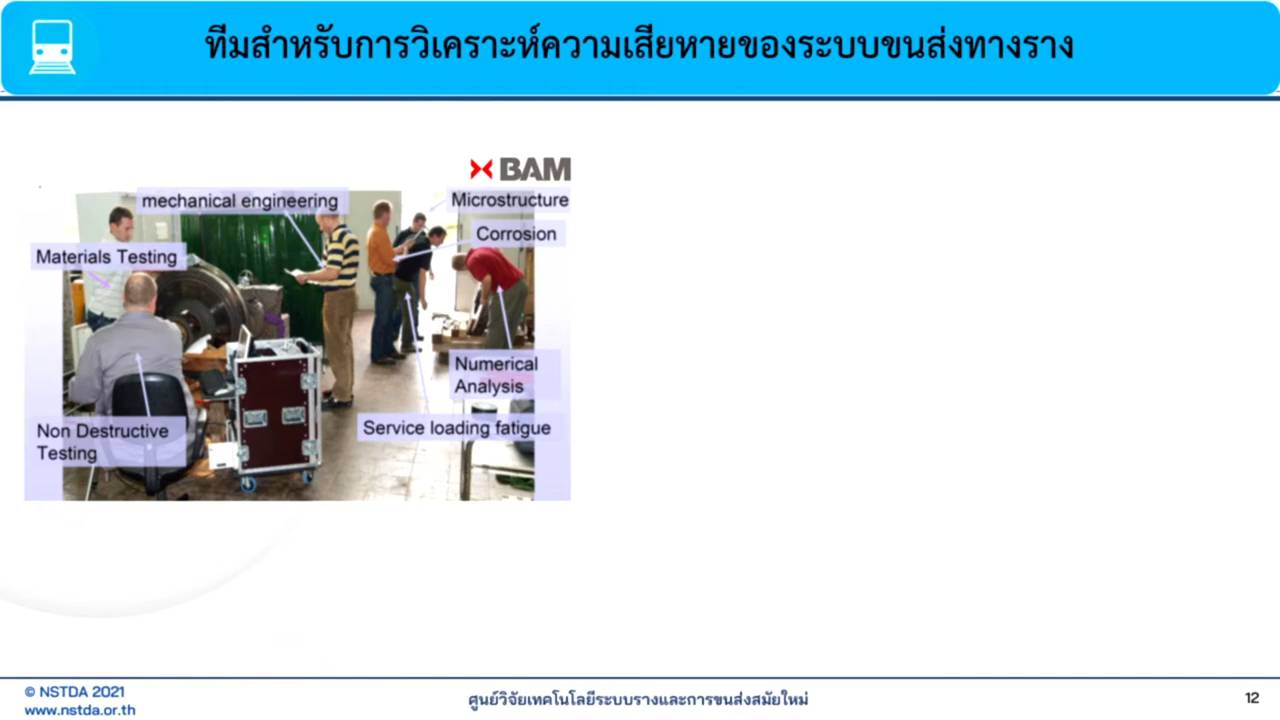 ทีมสำหรับการวิเคราะห์ความเสียหายของระบบขนส่งทางราง
BAM
mechanical engineering
Microstructure
Corrosion
Materials Testing
Numerical
Analysis
Service loading fatigue
Non Destructive
Testing
© NSTDA 2021
www.nstda.or.th
ศูนย์วิจัยเทคโนโลยีระบบรางและการขนส่งสมัยใหม่
12